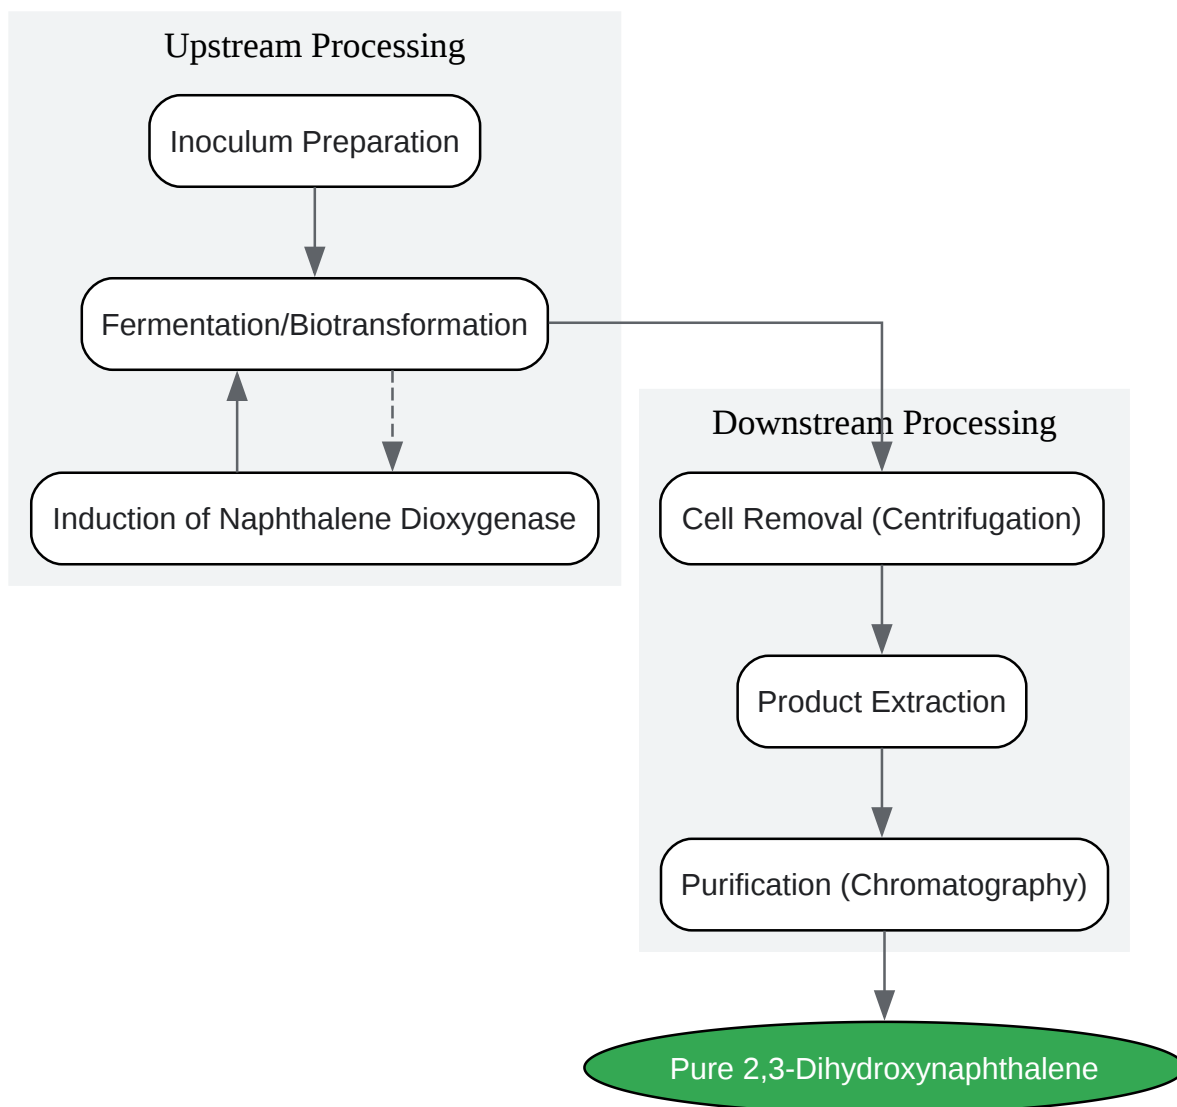 Upstream Processing
Inoculum Preparation
Fermentation/Biotransformation
Induction of Naphthalene Dioxygenase
Downstream Processing
Cell Removal (Centrifugation)
Product Extraction
Purification (Chromatography)
Pure 2,3-Dihydroxynaphthalene